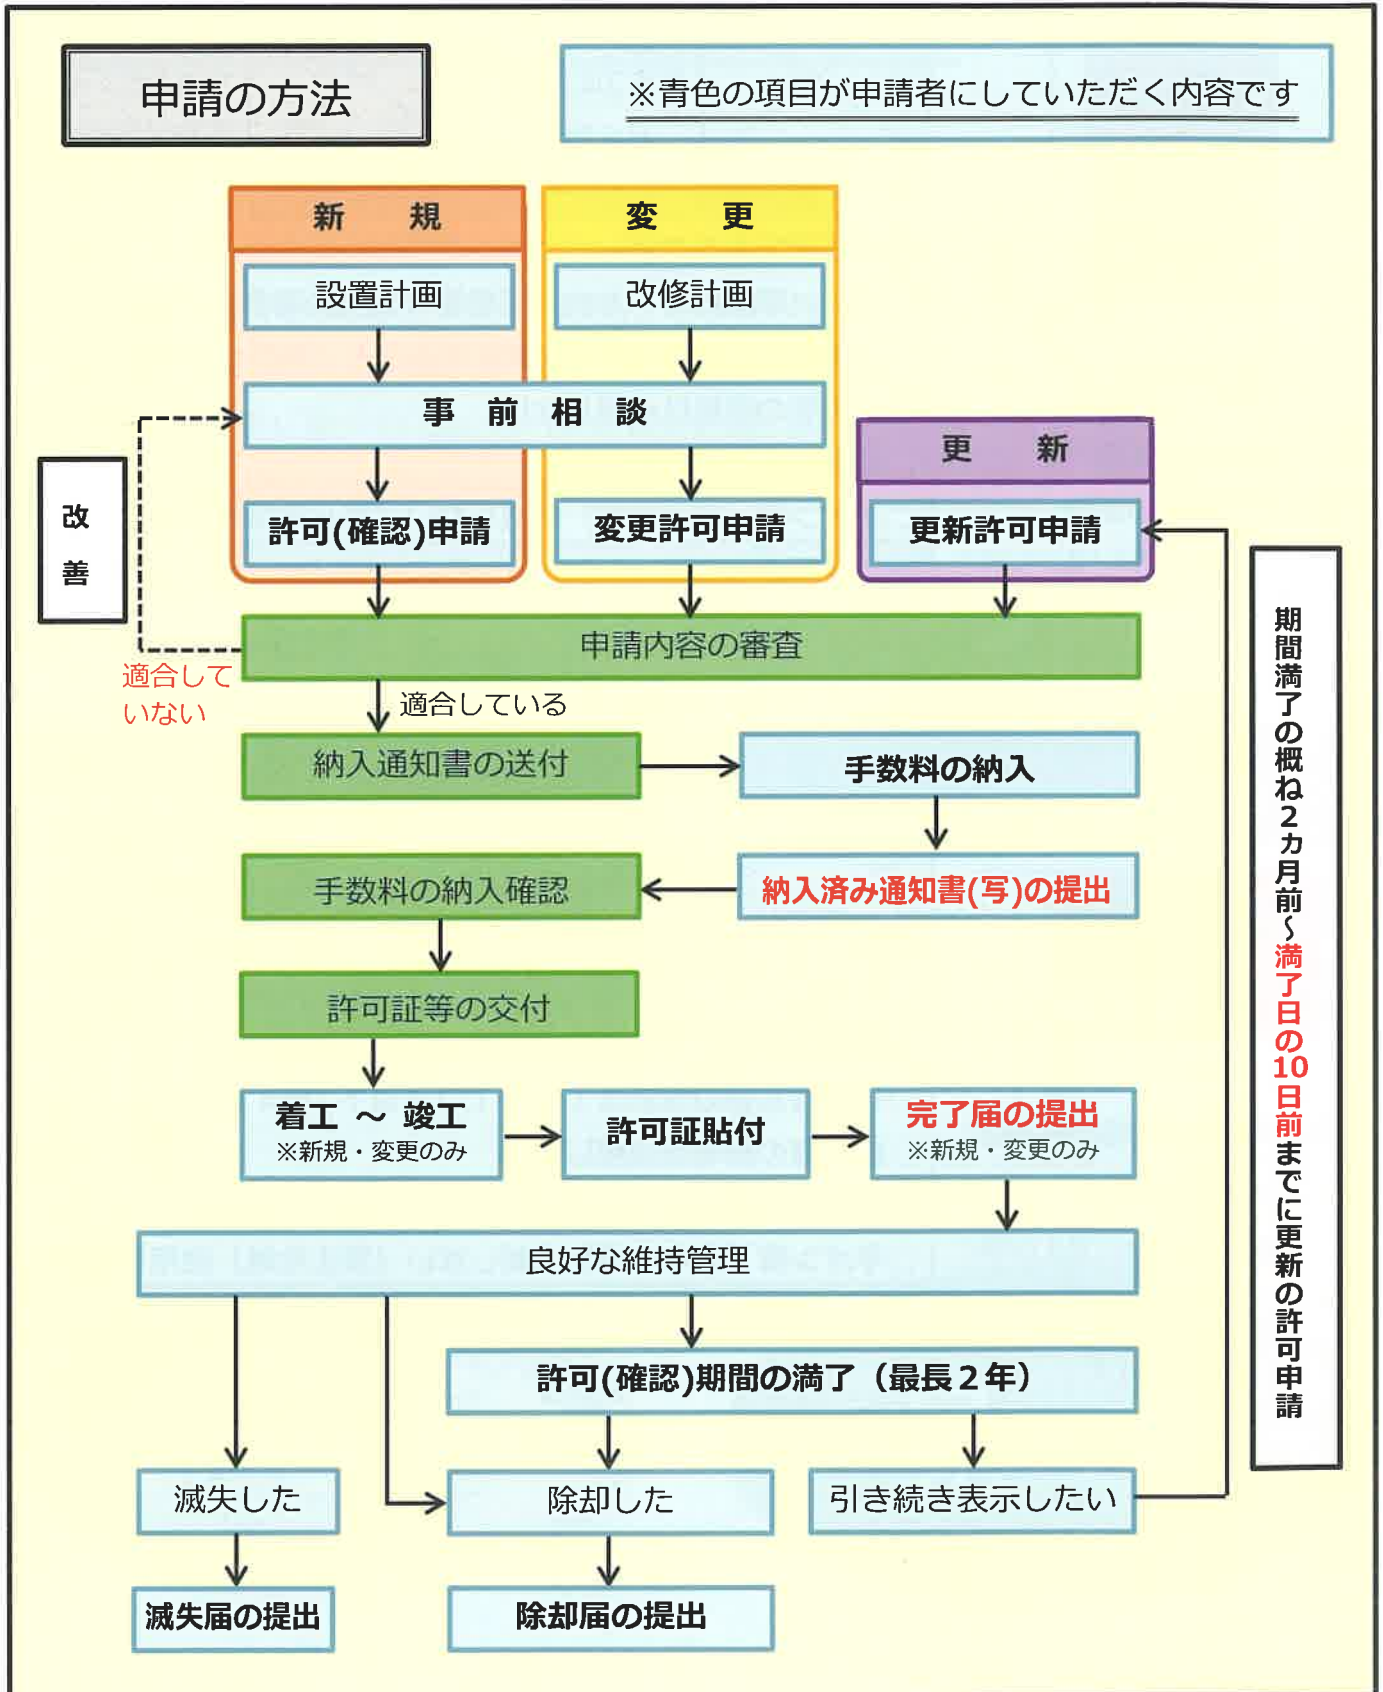 申請の方法
※青色の項目が申請者にしていただく内容です
新　規
変　更
設置計画
改修計画
事 前 相 談
更　新
許可(確認)申請
変更許可申請
更新許可申請
改善
申請内容の審査
適合して
いない
適合している
納入通知書の送付
手数料の納入
手数料の納入確認
納入済み通知書(写)の提出
許可証等の交付
着工 ～ 竣工
※新規・変更のみ
許可証貼付
完了届の提出
※新規・変更のみ
良好な維持管理
許可(確認)期間の満了（最長２年）
滅失した
除却した
引き続き表示したい
滅失届の提出
除却届の提出
期間満了の概ね２カ月前～満了日の10日前までに更新の許可申請